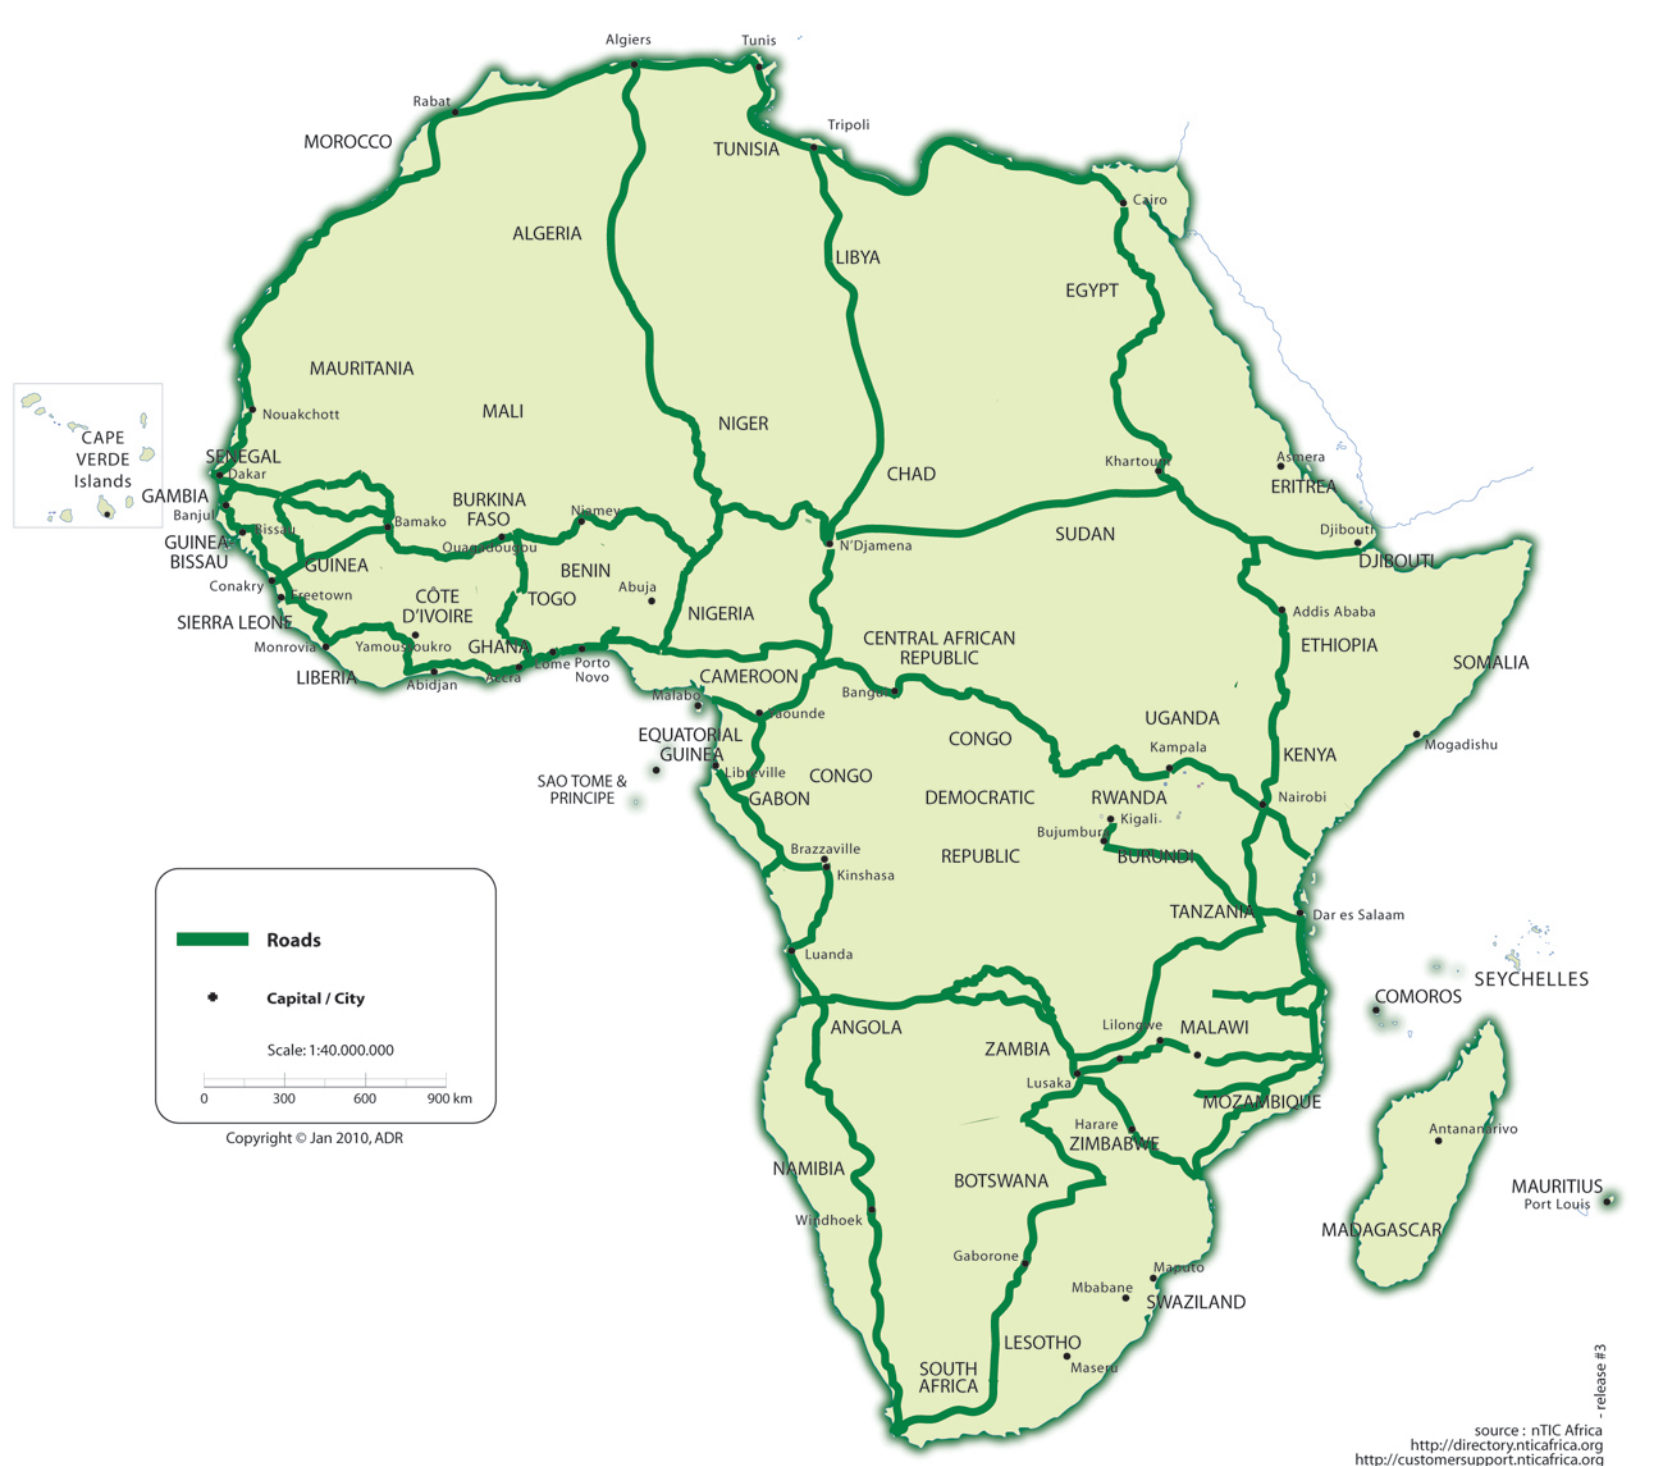 Algiers
Tunis
Rabat
Tripoli
MOROCCO
TUNISIA
Cairo
ALGERIA
LIBYA
EGYPT
MAURITANIA
MALI
NIGER
Nouakchott
CAPE
VERDE
Islands
SENEGAL
Dakar
Khartoum
Asmera
CHAD
ERITREA
GAMBIA
Banjul
BURKINA
FASO
Niamey
Bamako
Bissau
GUINEA-
BISSAU
Ouagadougou
N'Djamena
SUDAN
Djibouti
DJIBOUTI
GUINEA
BENIN
Conakry
Freetown
CÔTE
D'IVOIRE
TOGO
Abuja
NIGERIA
Addis Ababa
SIERRA LEONE
ETHIOPIA
Monrovia
Yamoussoukro
GHANA
CENTRAL AFRICAN
REPUBLIC
SOMALIA
LIBERIA
Abidjan
Accra
Lome
Porto
Novo
CAMEROON
Malabo
Bangui
Yaounde
UGANDA
EQUATORIAL
GUINEA
CONGO
Kampala
KENYA
Mogadishu
SAO TOME &
PRINCIPE
Libreville
GABON
CONGO
DEMOCRATIC
RWANDA
Nairobi
Kigali
Bujumbura
BURUNDI
REPUBLIC
Brazzaville
Kinshasa
TANZANIA
Dar es Salaam
Luanda
SEYCHELLES
COMOROS
ANGOLA
Lilongwe
MALAWI
ZAMBIA
Lusaka
MOZAMBIQUE
Harare
ZIMBABWE
Antananarivo
NAMIBIA
BOTSWANA
MAURITIUS
Port Louis
Windhoek
MADAGASCAR
Gaborone
Maputo
Mbabane
SWAZILAND
LESOTHO
Maseru
SOUTH
AFRICA
Roads
Capital / City
Scale: 1:40.000.000
0 300 600 900 km
Copyright © Jan 2010, ADR
- release #3
source : nTIC Africa
http://directory.nticafrica.org
http://customersupport.nticafrica.org